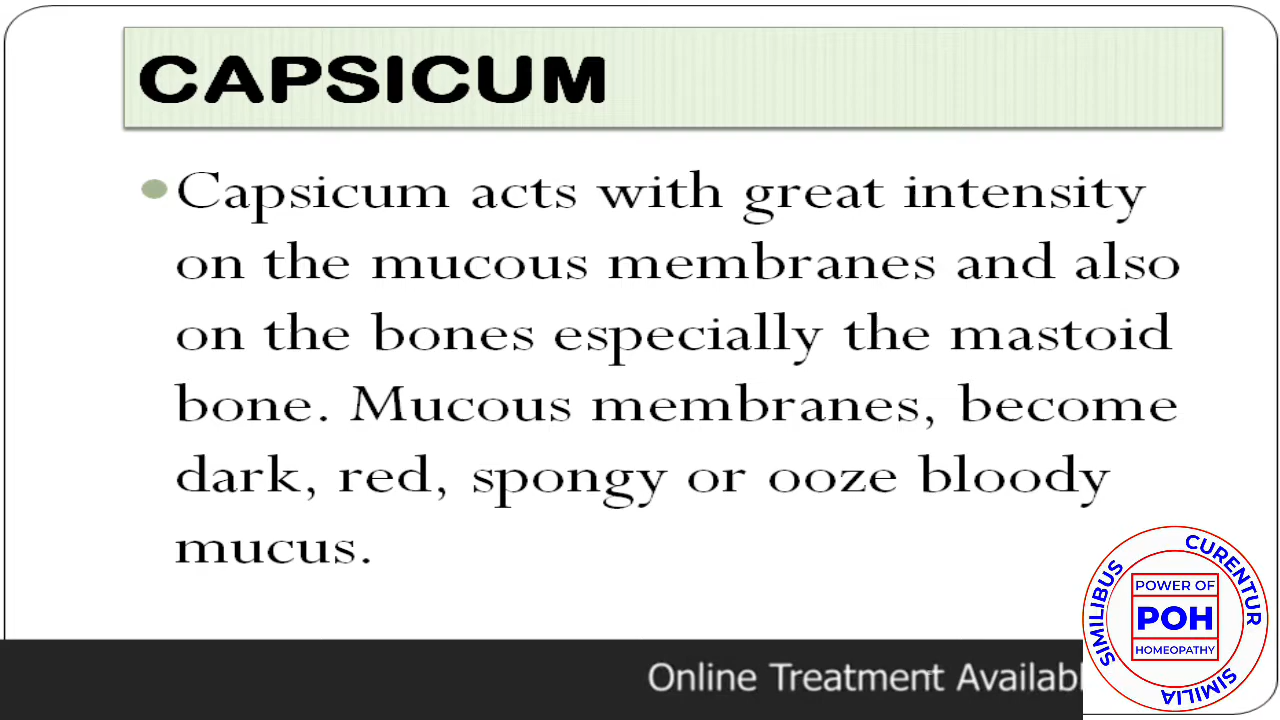 CAPSICUM
Capsicum acts with great intensity
on the mucous membranes and also
on the bones especially the mastoid
bone. Mucous membranes, become
dark, red, spongy or ooze bloody
mucus.
SIMILIBUS CURENTUR SIMILIA
POWER OF
POH
HOMEOPATHY
Online Treatment